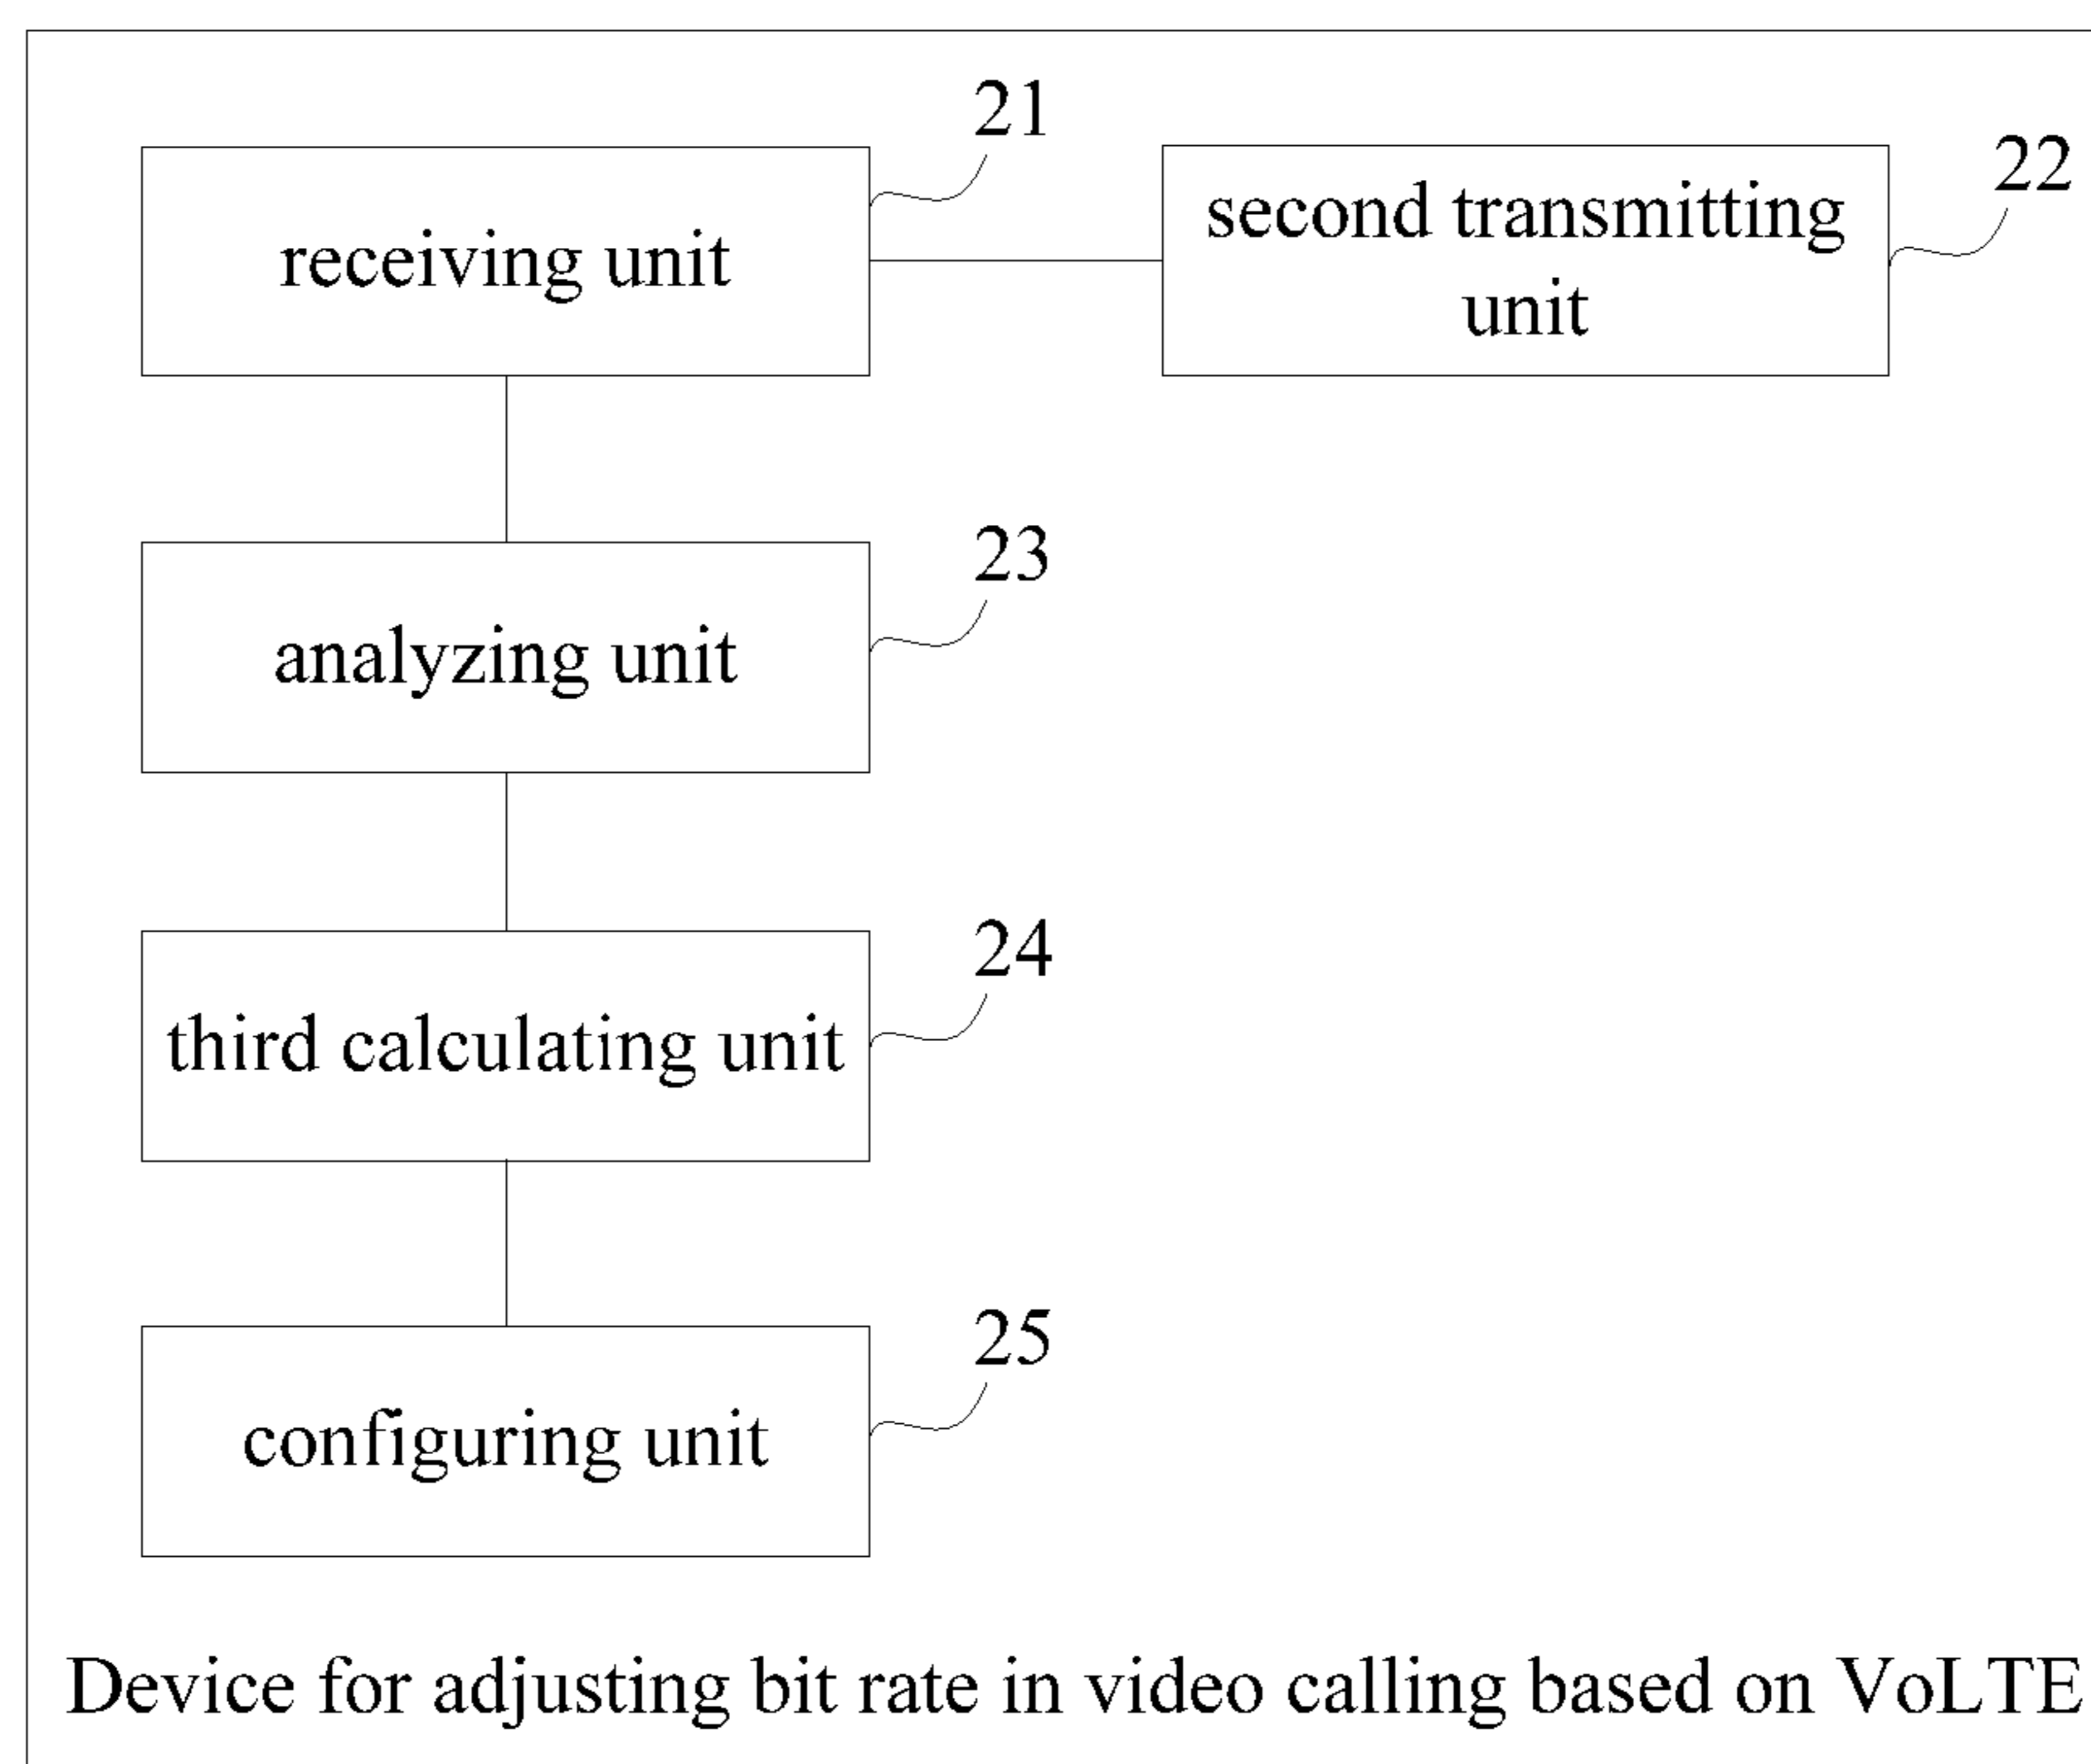 21
receiving unit
22
second transmitting
unit
23
analyzing unit
24
third calculating unit
25
configuring unit
Device for adjusting bit rate in video calling based on VoLTE